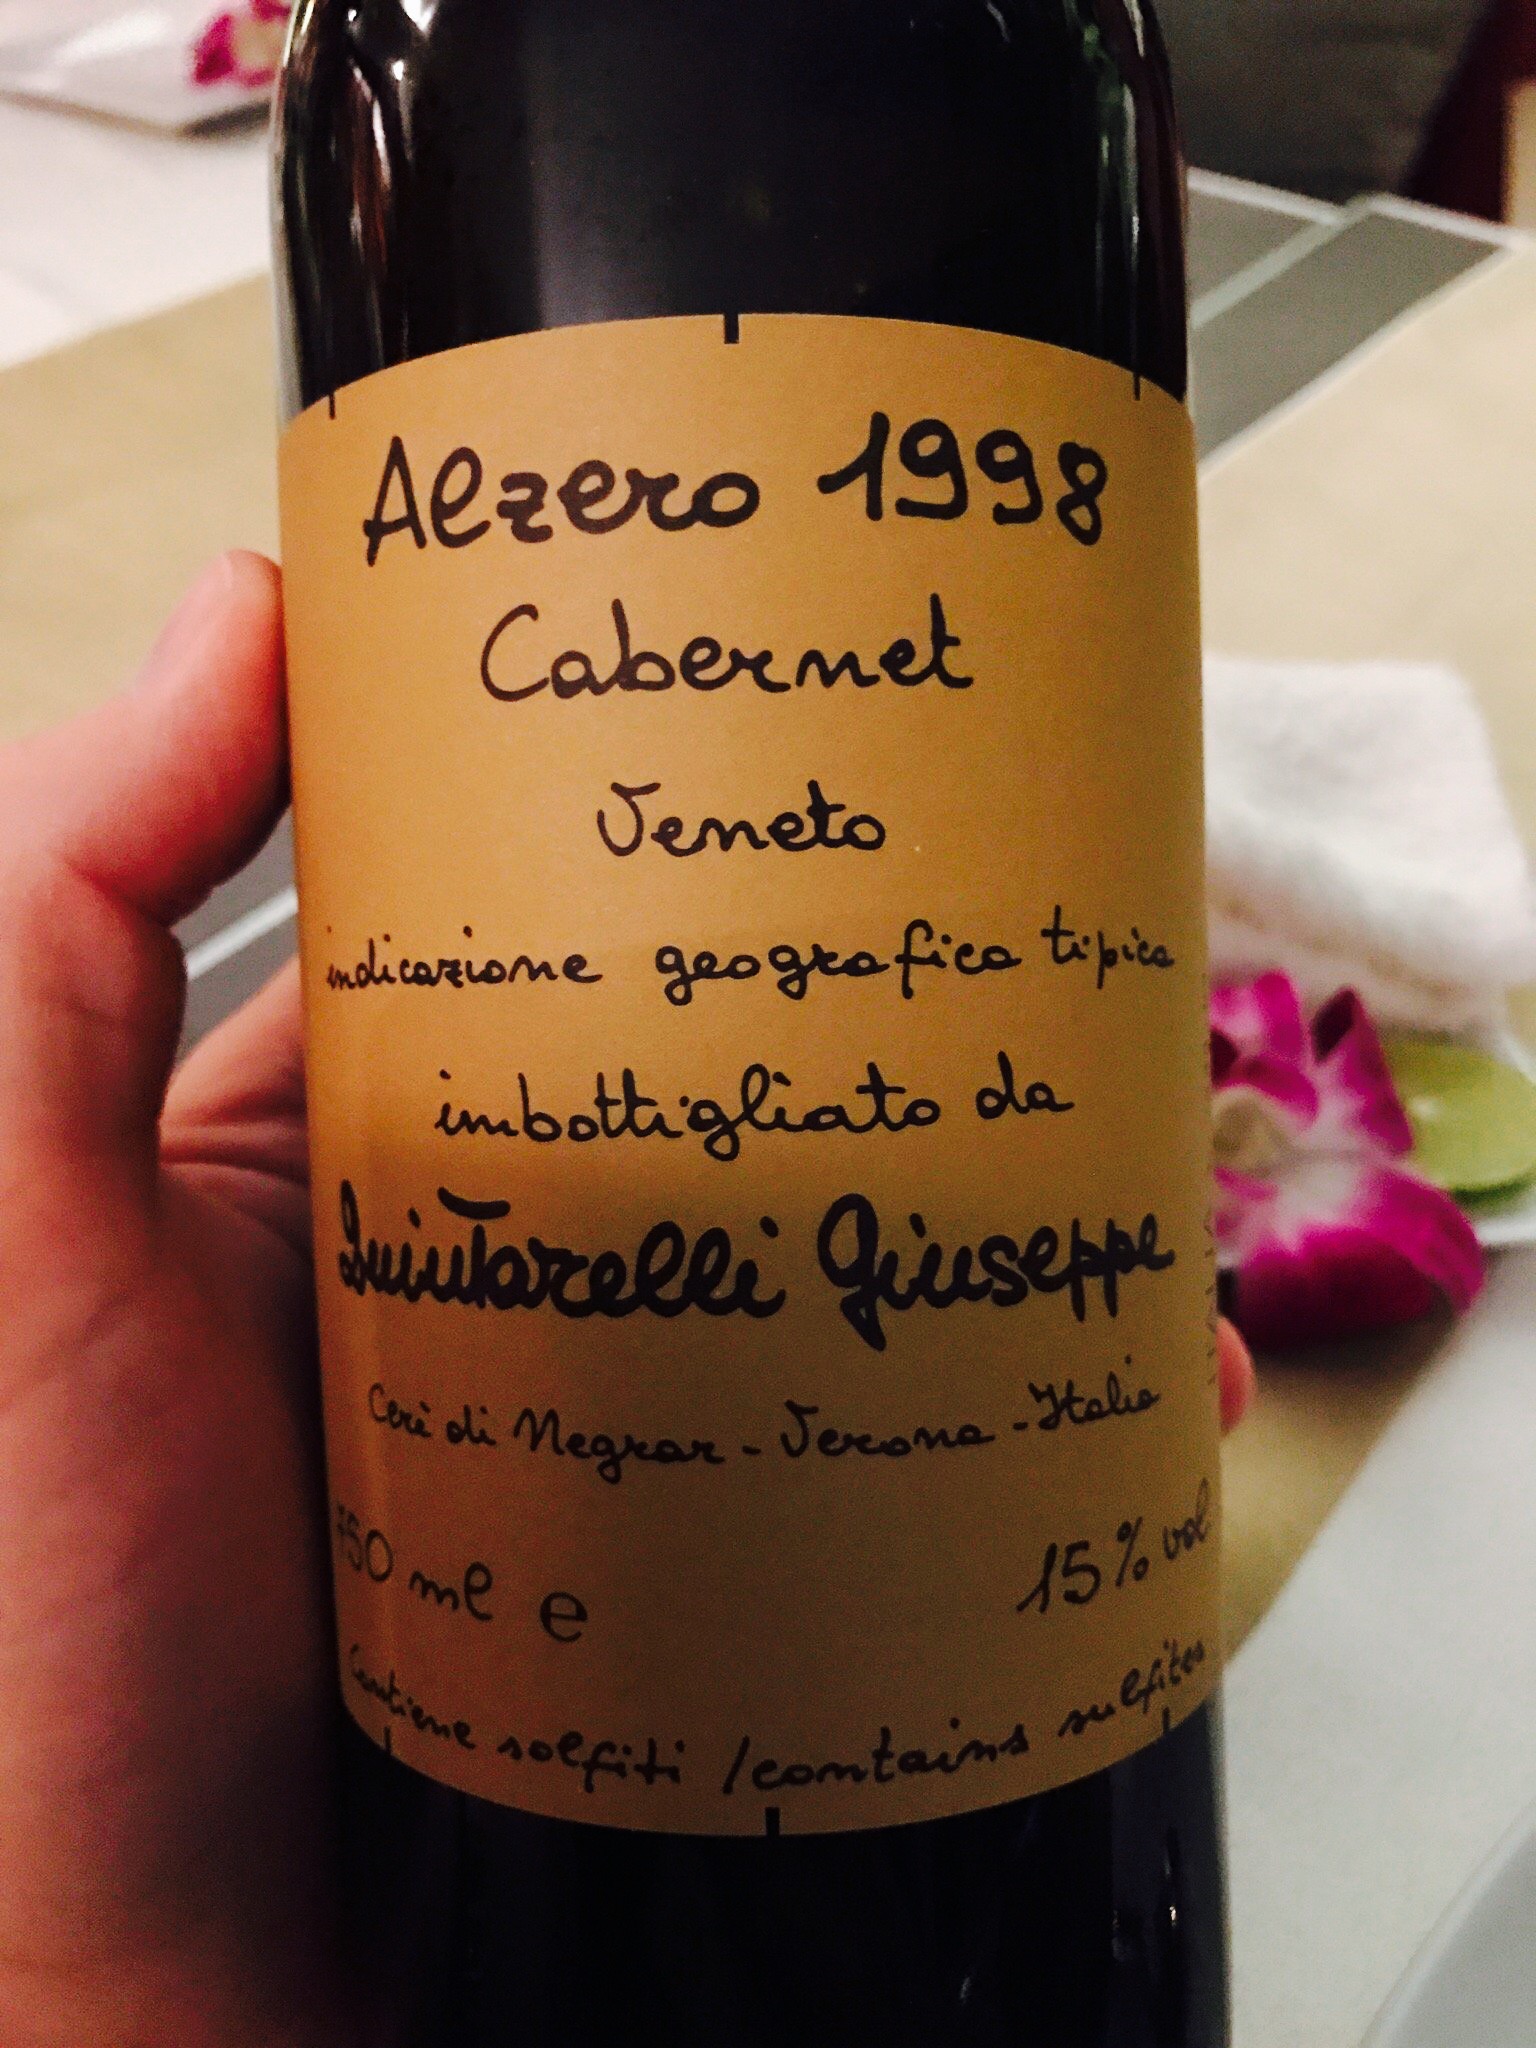 Alzero 1998
Cabernet
Veneto
indicazione geografica tipica
imbottigliato da
Quintarelli Giuseppe
Cerè di Negrar - Verona - Italia
750 ml e 15% vol
Contiene solfiti / contains sulfites